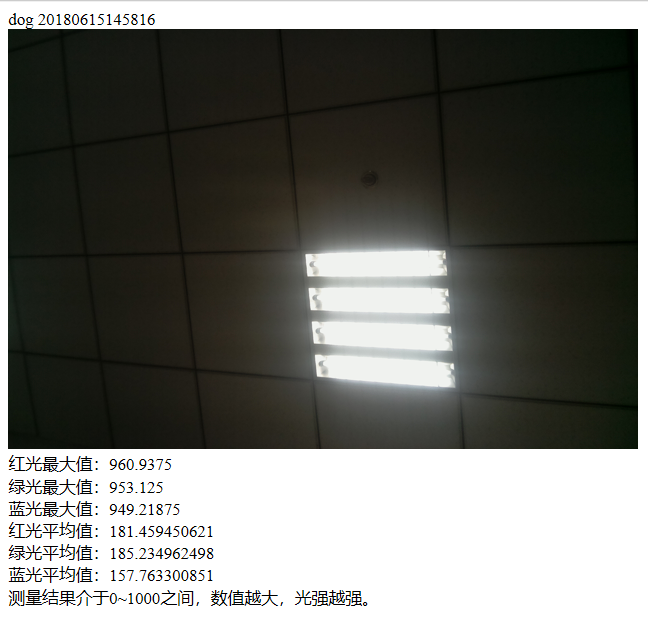 dog 20180615145816
红光最大值：960.9375
绿光最大值：953.125
蓝光最大值：949.21875
红光平均值：181.459450621
绿光平均值：185.234962498
蓝光平均值：157.763300851
测量结果介于0~1000之间，数值越大，光强越强。